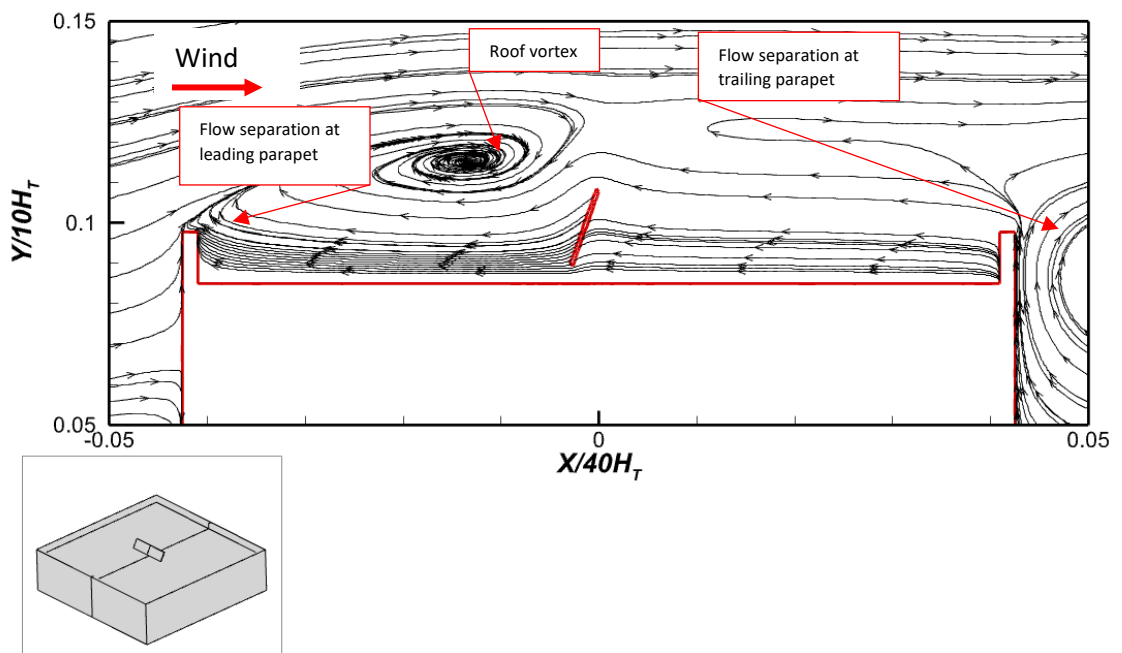 0.15
Wind
Roof vortex
Flow separation at
trailing parapet
Flow separation at
leading parapet
Y/10H_T
0.1
0.05
-0.05
0
0.05
X/40H_T